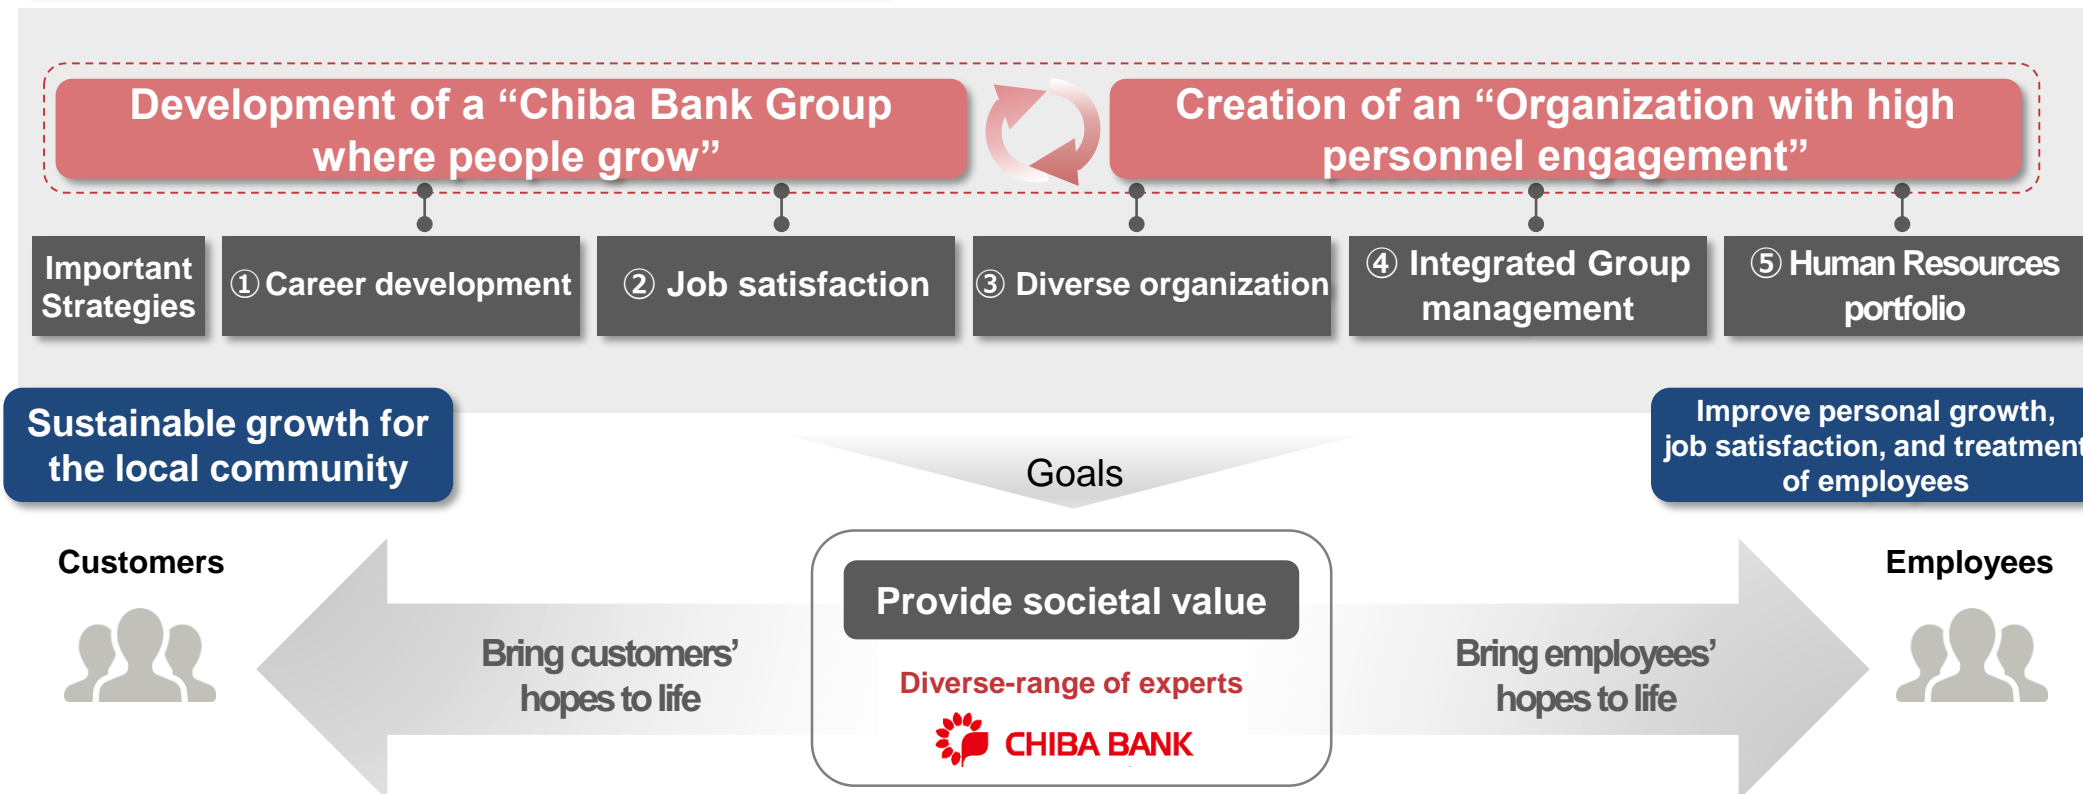 Development of a “Chiba Bank Group
where people grow”
Creation of an “Organization with high
personnel engagement”
Important
Strategies
① Career development
② Job satisfaction
③ Diverse organization
④ Integrated Group
management
⑤ Human Resources
portfolio
Sustainable growth for
the local community
Goals
Improve personal growth,
job satisfaction, and treatment
of employees
Customers
Bring customers’
hopes to life
Provide societal value
Diverse-range of experts
CHIBA BANK
Bring employees’
hopes to life
Employees